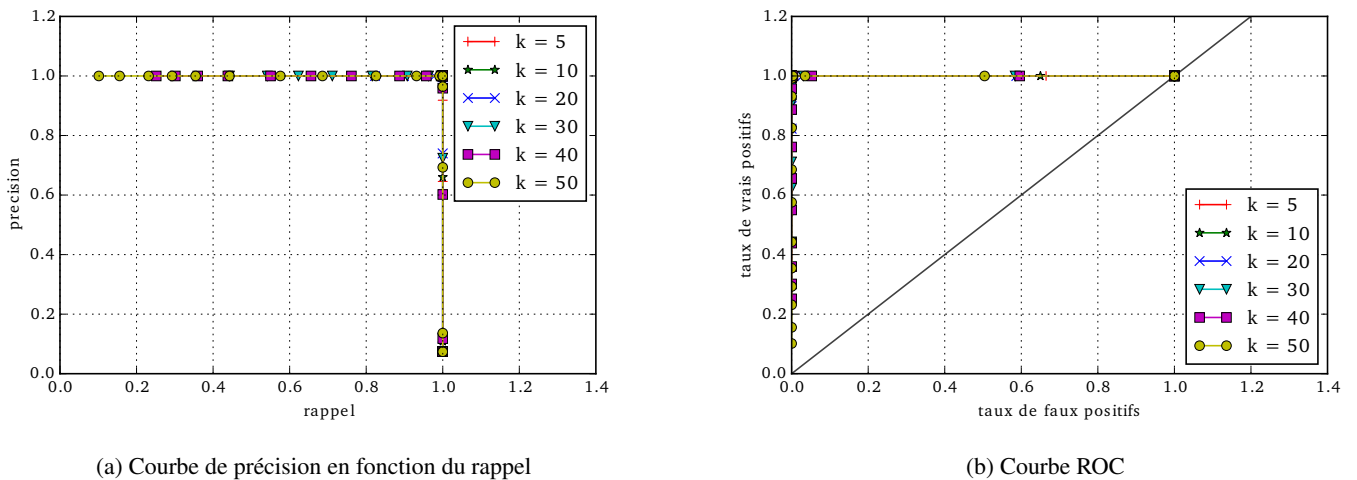 1.2
1.0
0.8
0.6
0.4
0.2
0.0
precision
0.0 0.2 0.4 0.6 0.8 1.0 1.2 1.4
rappel
k = 5
k = 10
k = 20
k = 30
k = 40
k = 50
(a) Courbe de précision en fonction du rappel
1.2
1.0
0.8
0.6
0.4
0.2
0.0
taux de vrais positifs
0.0 0.2 0.4 0.6 0.8 1.0 1.2 1.4
taux de faux positifs
k = 5
k = 10
k = 20
k = 30
k = 40
k = 50
(b) Courbe ROC